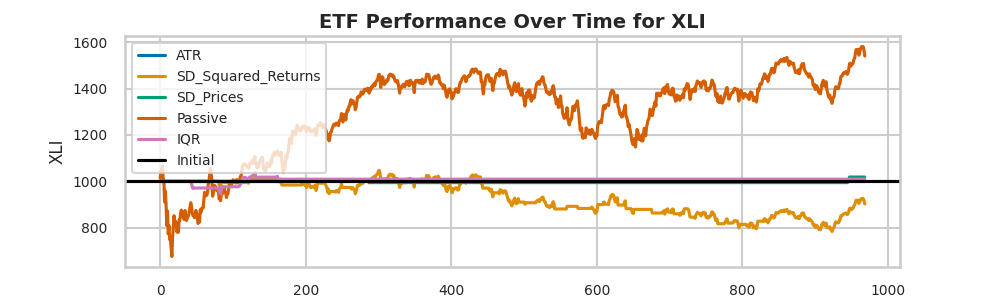 ETF Performance Over Time for XLI
XLI
1600
1400
1200
1000
800
ATR
SD_Squared_Returns
SD_Prices
Passive
IQR
Initial
0
200
400
600
800
1000